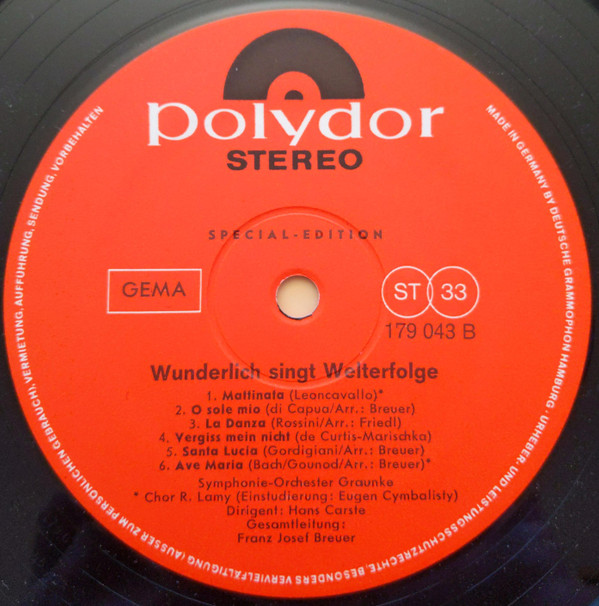 polydor
STEREO
SPECIAL-EDITION
GEMA
ST 33
179 043 B
Wunderlich singt Welterfolge
1. Mattinata (Leoncavallo)*
2. O sole mio (di Capua/Arr.: Breuer)
3. La Danza (Rossini/Arr.: Friedl)
4. Vergiss mein nicht (de Curtis-Marischka)
5. Santa Lucia (Gordigiani/Arr.: Breuer)
6. Ave Maria (Bach/Gounod/Arr.: Breuer)*
Symphonie-Orchester Graunke
* Chor R. Lamy (Einstudierung: Eugen Cymbalisty)
Dirigent: Hans Carste
Gesamtleitung:
Franz Josef Breuer
MADE IN GERMANY BY DEUTSCHE GRAMMOPHON HAMBURG · URHEBER- UND LEISTUNGSSCHUTZRECHTE, BESONDERS VERVIELFÄLTIGUNG (AUSSER ZUM PERSÖNLICHEN GEBRAUCH), VERMIETUNG, AUFFÜHRUNG, SENDUNG, VORBEHALTEN